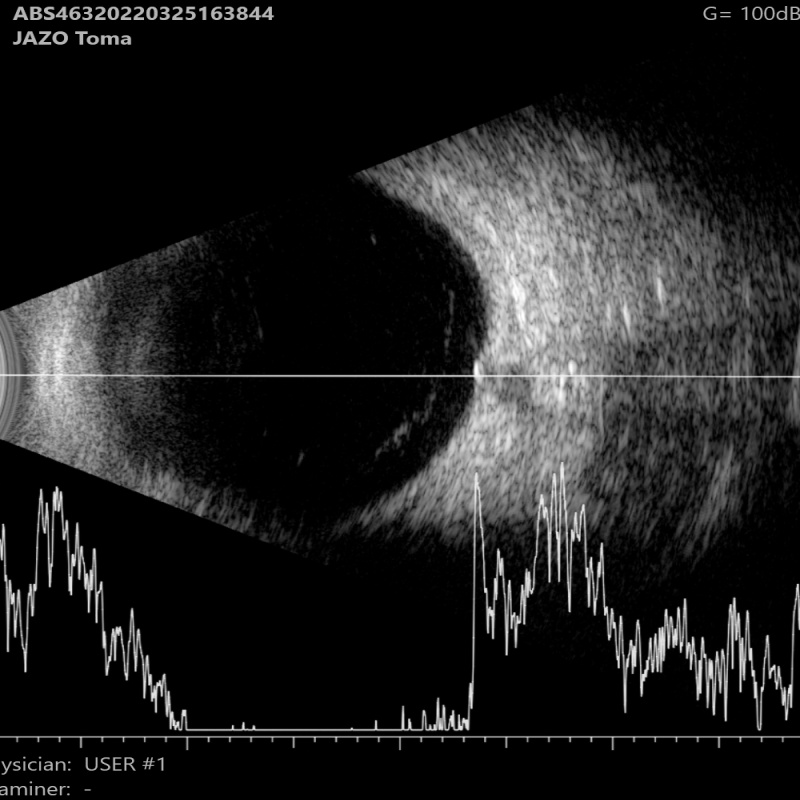 ABS46320220325163844
G= 100dB
JAZO Toma
ysician: USER #1
aminer: -